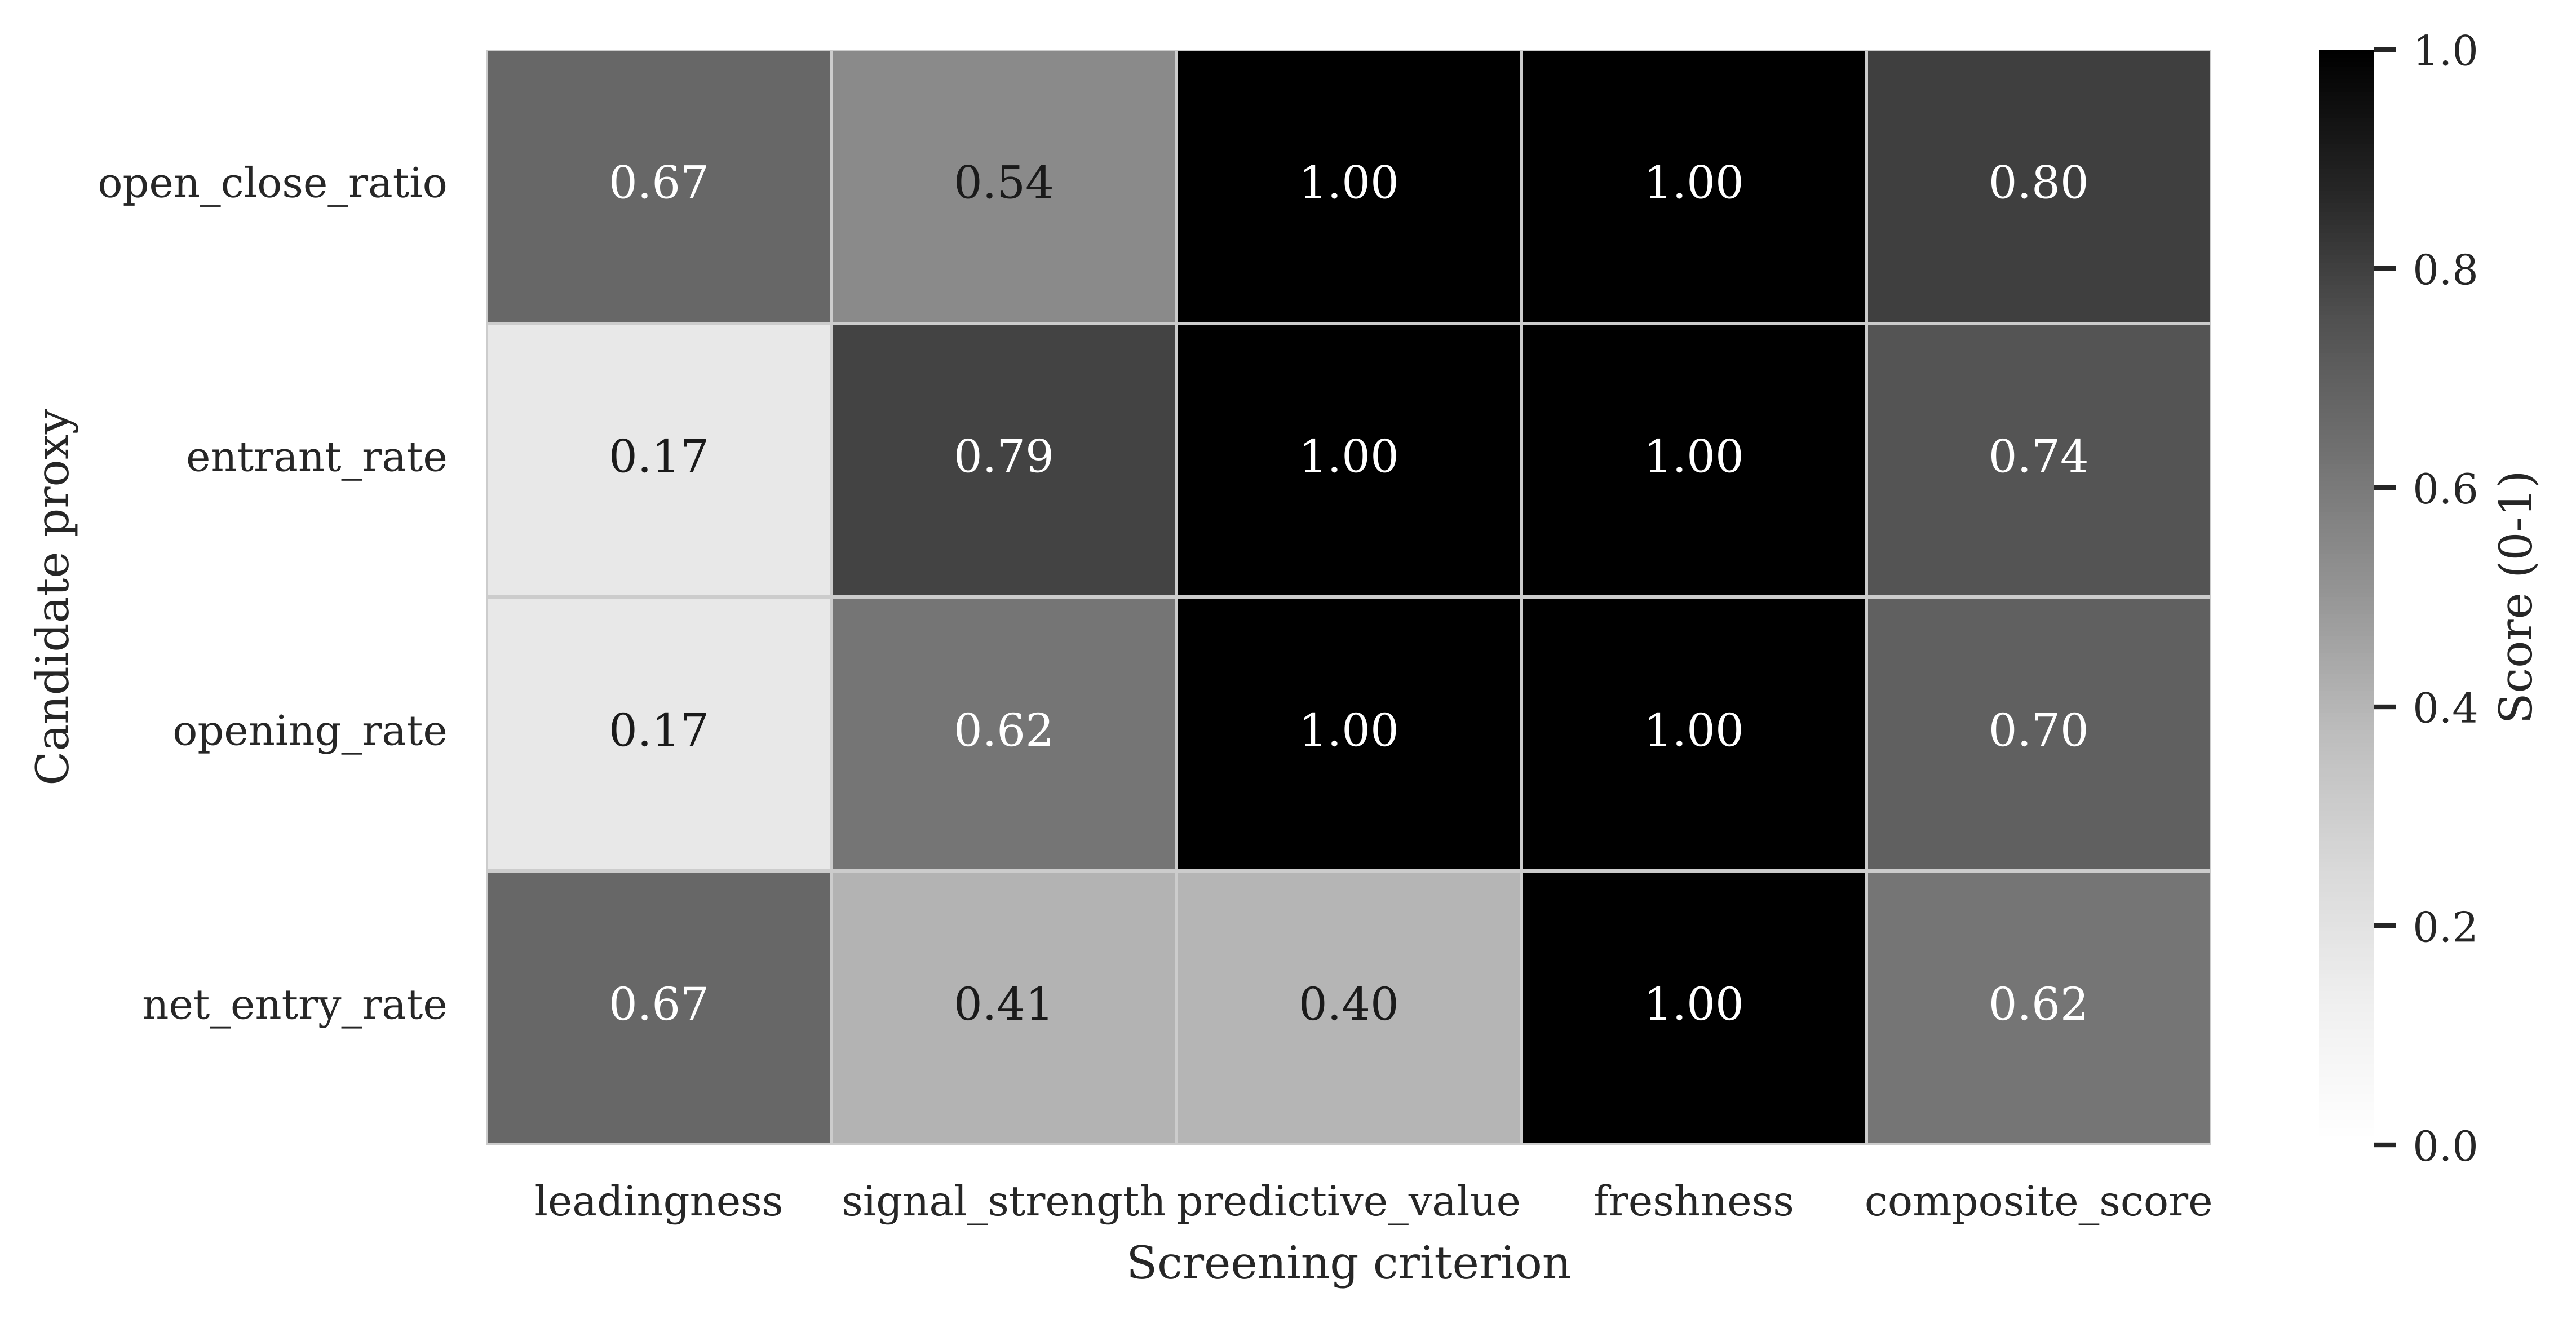 Candidate proxy
open_close_ratio 0.67 0.54 1.00 1.00 0.80
entrant_rate 0.17 0.79 1.00 1.00 0.74
opening_rate 0.17 0.62 1.00 1.00 0.70
net_entry_rate 0.67 0.41 0.40 1.00 0.62
leadingness signal_strength predictive_value freshness composite_score
Screening criterion
1.0
0.8
0.6
0.4
0.2
0.0
Score (0-1)